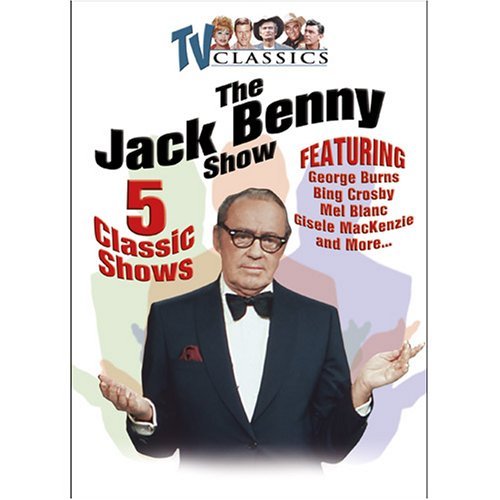 TV CLASSICS
The
Jack Benny
Show
5
Classic
Shows
FEATURING
George Burns
Bing Crosby
Mel Blanc
Gisele MacKenzie
and More...